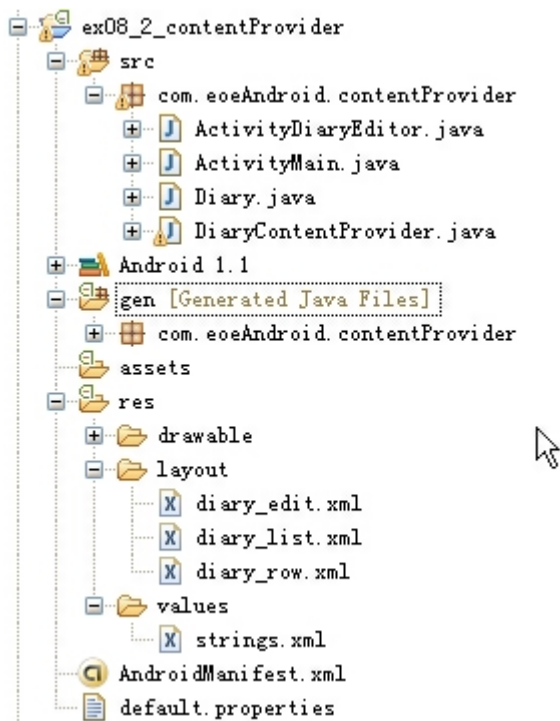 ex08_2_contentProvider
src
com.eoeAndroid.contentProvider
ActivityDiaryEditor.java
ActivityMain.java
Diary.java
DiaryContentProvider.java
Android 1.1
gen [Generated Java Files]
com.eoeAndroid.contentProvider
assets
res
drawable
layout
diary_edit.xml
diary_list.xml
diary_row.xml
values
strings.xml
AndroidManifest.xml
default.properties